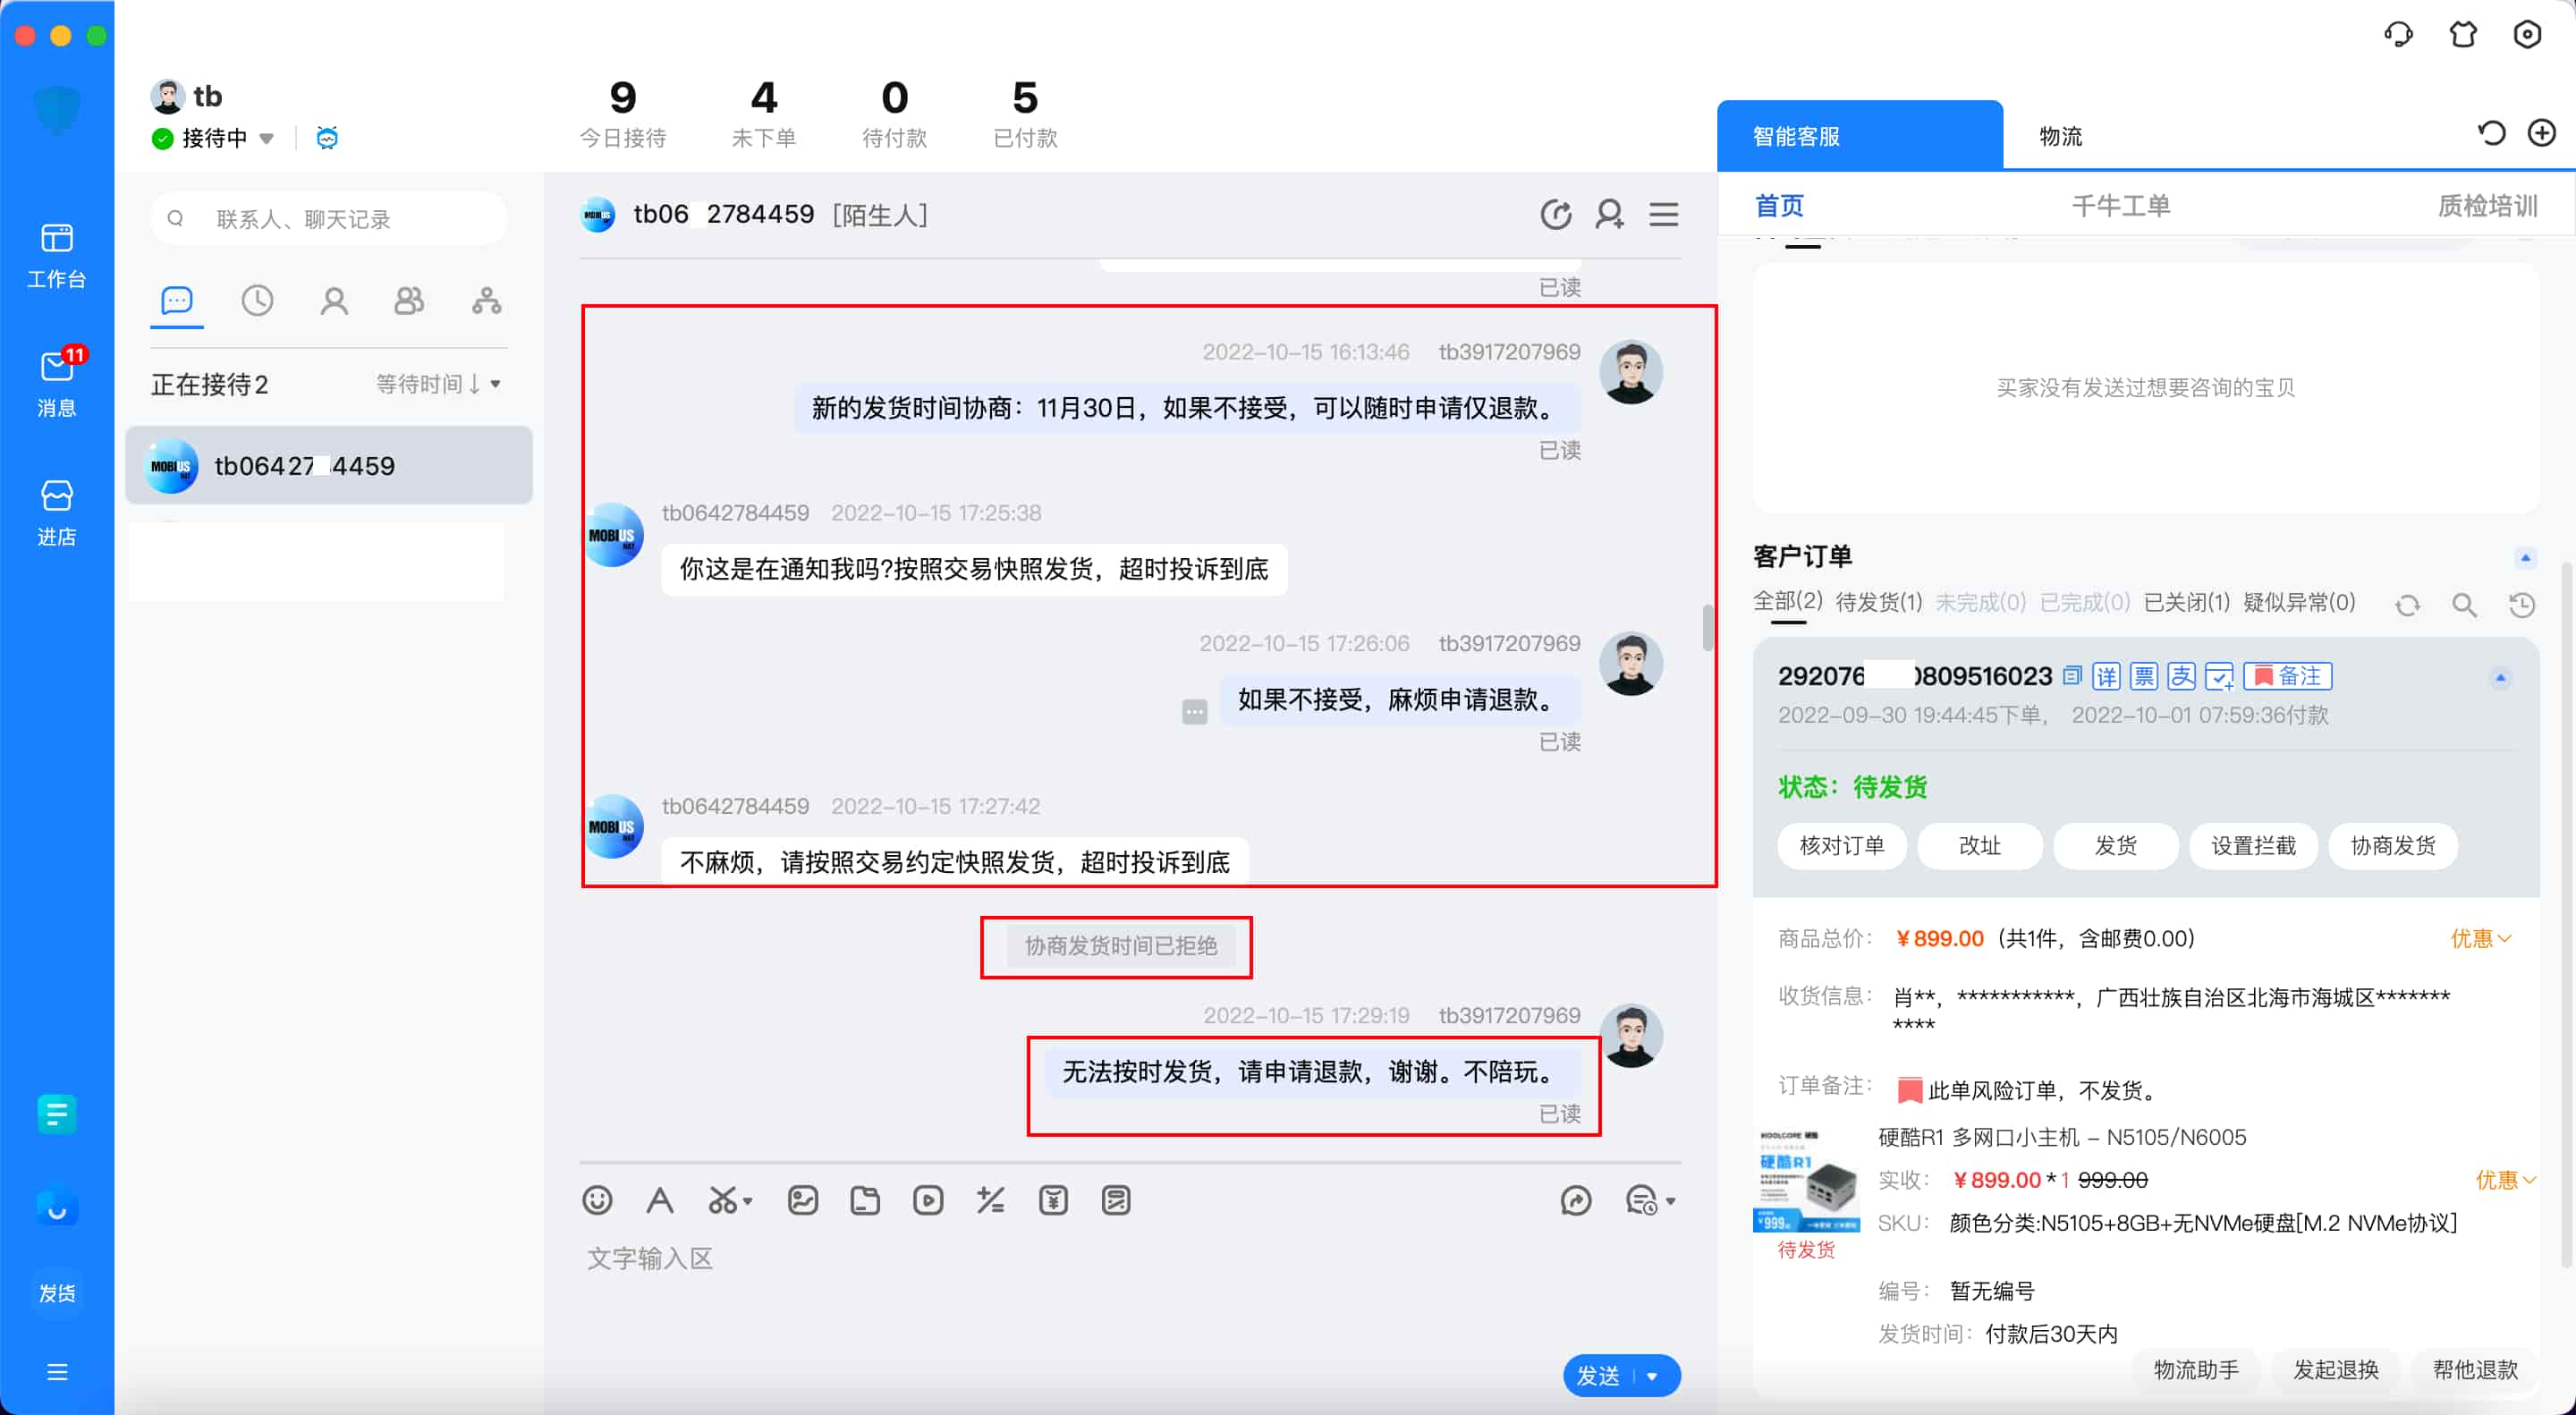 tb
接待中
9
今日接待
4
未下单
0
待付款
5
已付款
智能客服
物流
首页
千牛工单
质检培训
工作台
11
消息
进店
发货
联系人、聊天记录
正在接待2
等待时间↓
MOBIUS
tb06427 4459
MOBIUS
tb06 2784459 [陌生人]
已读
2022-10-15 16:13:46 tb3917207969
新的发货时间协商：11月30日，如果不接受，可以随时申请仅退款。
已读
MOBIUS
tb0642784459 2022-10-15 17:25:38
你这是在通知我吗?按照交易快照发货，超时投诉到底
2022-10-15 17:26:06 tb3917207969
如果不接受，麻烦申请退款。
已读
MOBIUS
tb0642784459 2022-10-15 17:27:42
不麻烦，请按照交易约定快照发货，超时投诉到底
协商发货时间已拒绝
2022-10-15 17:29:19 tb3917207969
无法按时发货，请申请退款，谢谢。不陪玩。
已读
文字输入区
发送
买家没有发送过想要咨询的宝贝
客户订单
全部(2) 待发货(1) 未完成(0) 已完成(0) 已关闭(1) 疑似异常(0)
292076 0809516023 详 票 支 备注
2022-09-30 19:44:45下单， 2022-10-01 07:59:36付款
状态：待发货
核对订单 改址 发货 设置拦截 协商发货
商品总价： ￥899.00 (共1件，含邮费0.00) 优惠
收货信息： 肖**，***********，广西壮族自治区北海市海城区*******
****
订单备注： 此单风险订单，不发货。
硬酷R1
999
硬酷R1 多网口小主机 - N5105/N6005
实收： ￥899.00 * 1 999.00 优惠
SKU： 颜色分类:N5105+8GB+无NVMe硬盘[M.2 NVMe协议]
待发货
编号： 暂无编号
发货时间： 付款后30天内
物流助手 发起退换 帮他退款